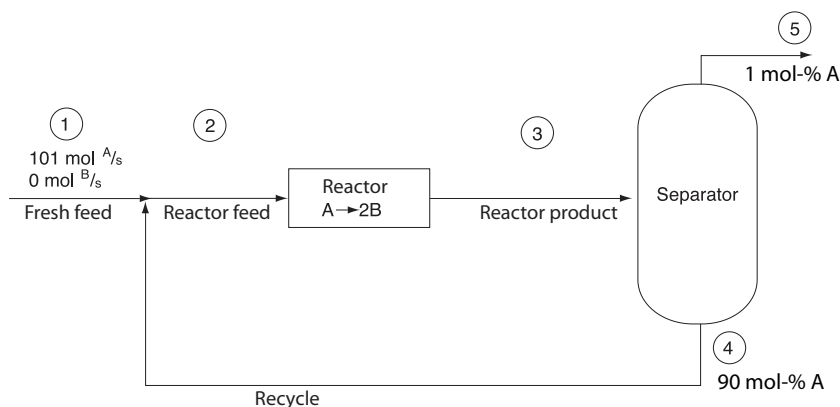 5
1 mol-% A
1
2
3
101 mol A/s
0 mol B/s
Fresh feed
Reactor feed
Reactor
A→2B
Reactor product
Separator
4
90 mol-% A
Recycle